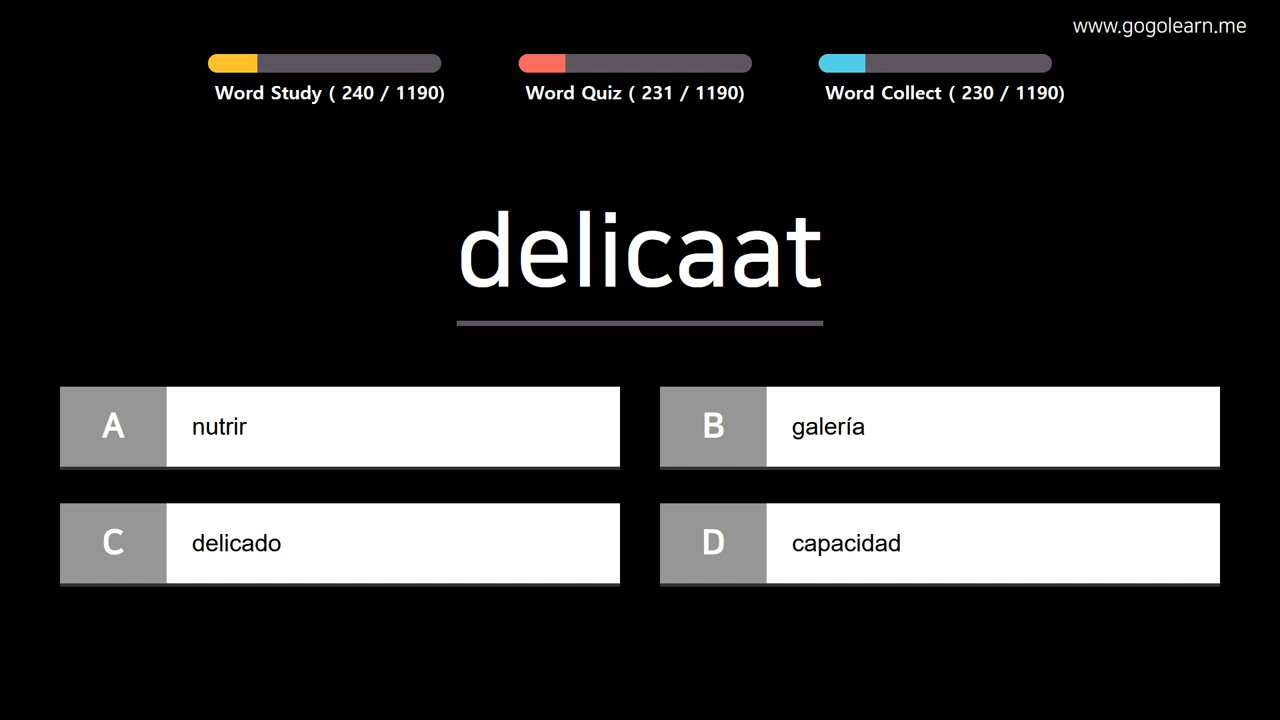 www.gogolearn.me
Word Study ( 240 / 1190)
Word Quiz ( 231 / 1190)
Word Collect ( 230 / 1190)
delicaat
A nutrir
B galería
C delicado
D capacidad